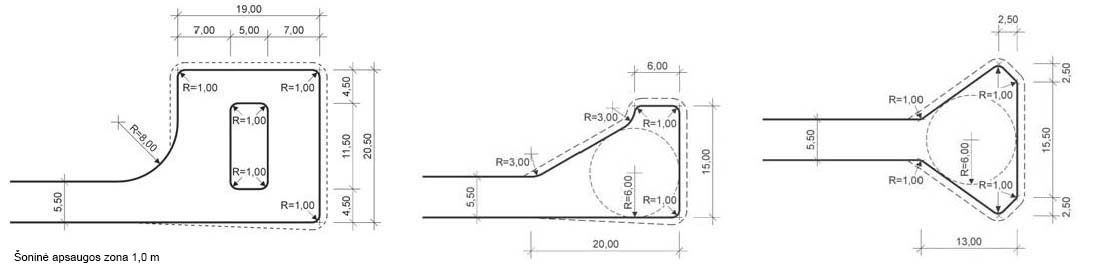 19,00
7,00 5,00 7,00
R=1,00
R=1,00
R=1,00
R=1,00
R=1,00
R=8,00
4,50
11,50
4,50
20,50
5,50
6,00
R=3,00
R=1,00
R=3,00
R=6,00
R=1,00
15,00
5,50
20,00
2,50
R=1,00
R=1,00
R=6,00
R=1,00
R=1,00
2,50
15,50
2,50
5,50
13,00
Šoninė apsaugos zona 1,0 m